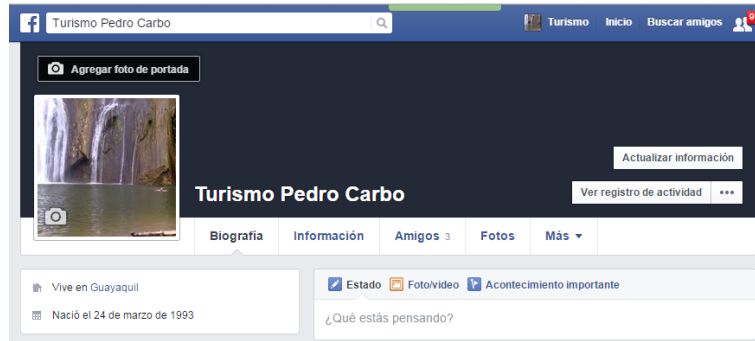 Turismo Pedro Carbo
Turismo Inicio Buscar amigos 9
Agregar foto de portada
Actualizar información
Turismo Pedro Carbo
Ver registro de actividad
Biografía Información Amigos 3 Fotos Más
Vive en Guayaquil
Nació el 24 de marzo de 1993
Estado Foto/video Acontecimiento importante
¿Qué estás pensando?